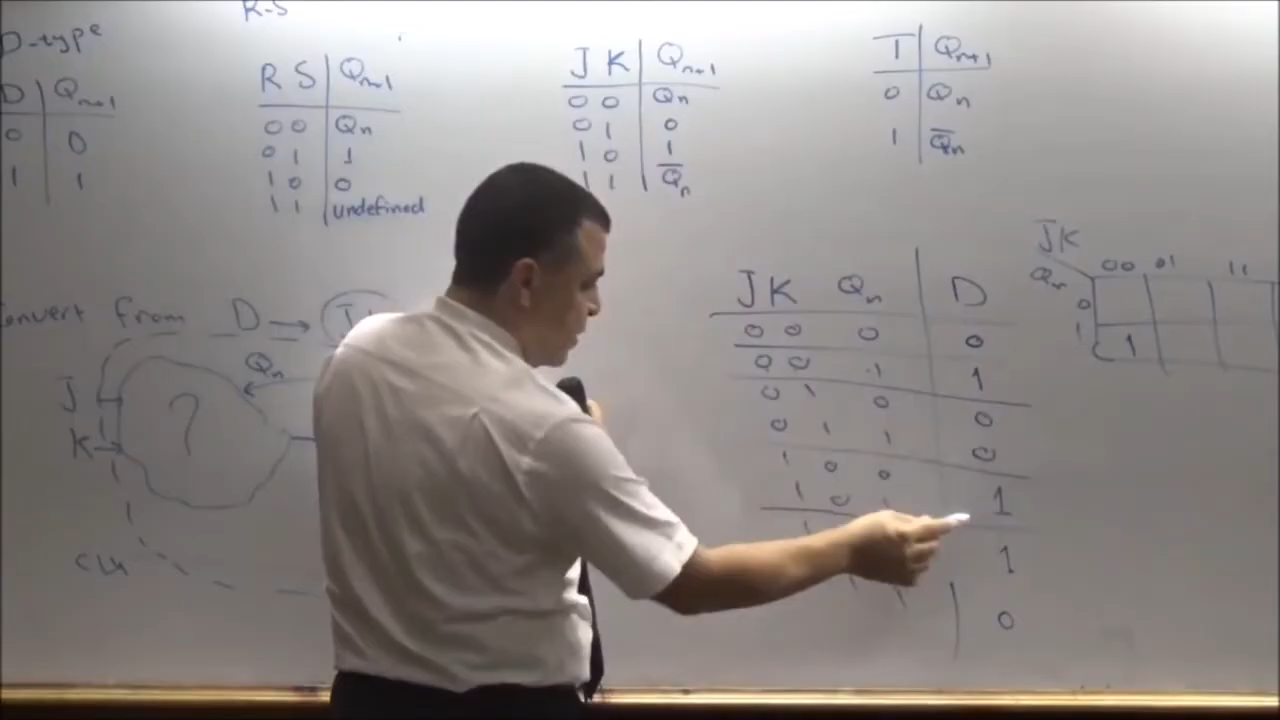 R-S
D-type
D Qn+1
0 0
1 1
R S Qn+1
0 0 Qn
0 1 1
1 0 0
1 1 undefined
J K Qn+1
0 0 Qn
0 1 0
1 0 1
1 1 Q̅n
T Qn+1
0 Qn
1 Q̅n
convert from D → J
J
K
?
Qn
CLK
J K Qn D
0 0 0 0
0 0 1 1
0 1 0 0
0 1 1 0
1 0 0 1
1 0 1
1 1
1 1 0
JK
Qn
00 01 11
0
1 1